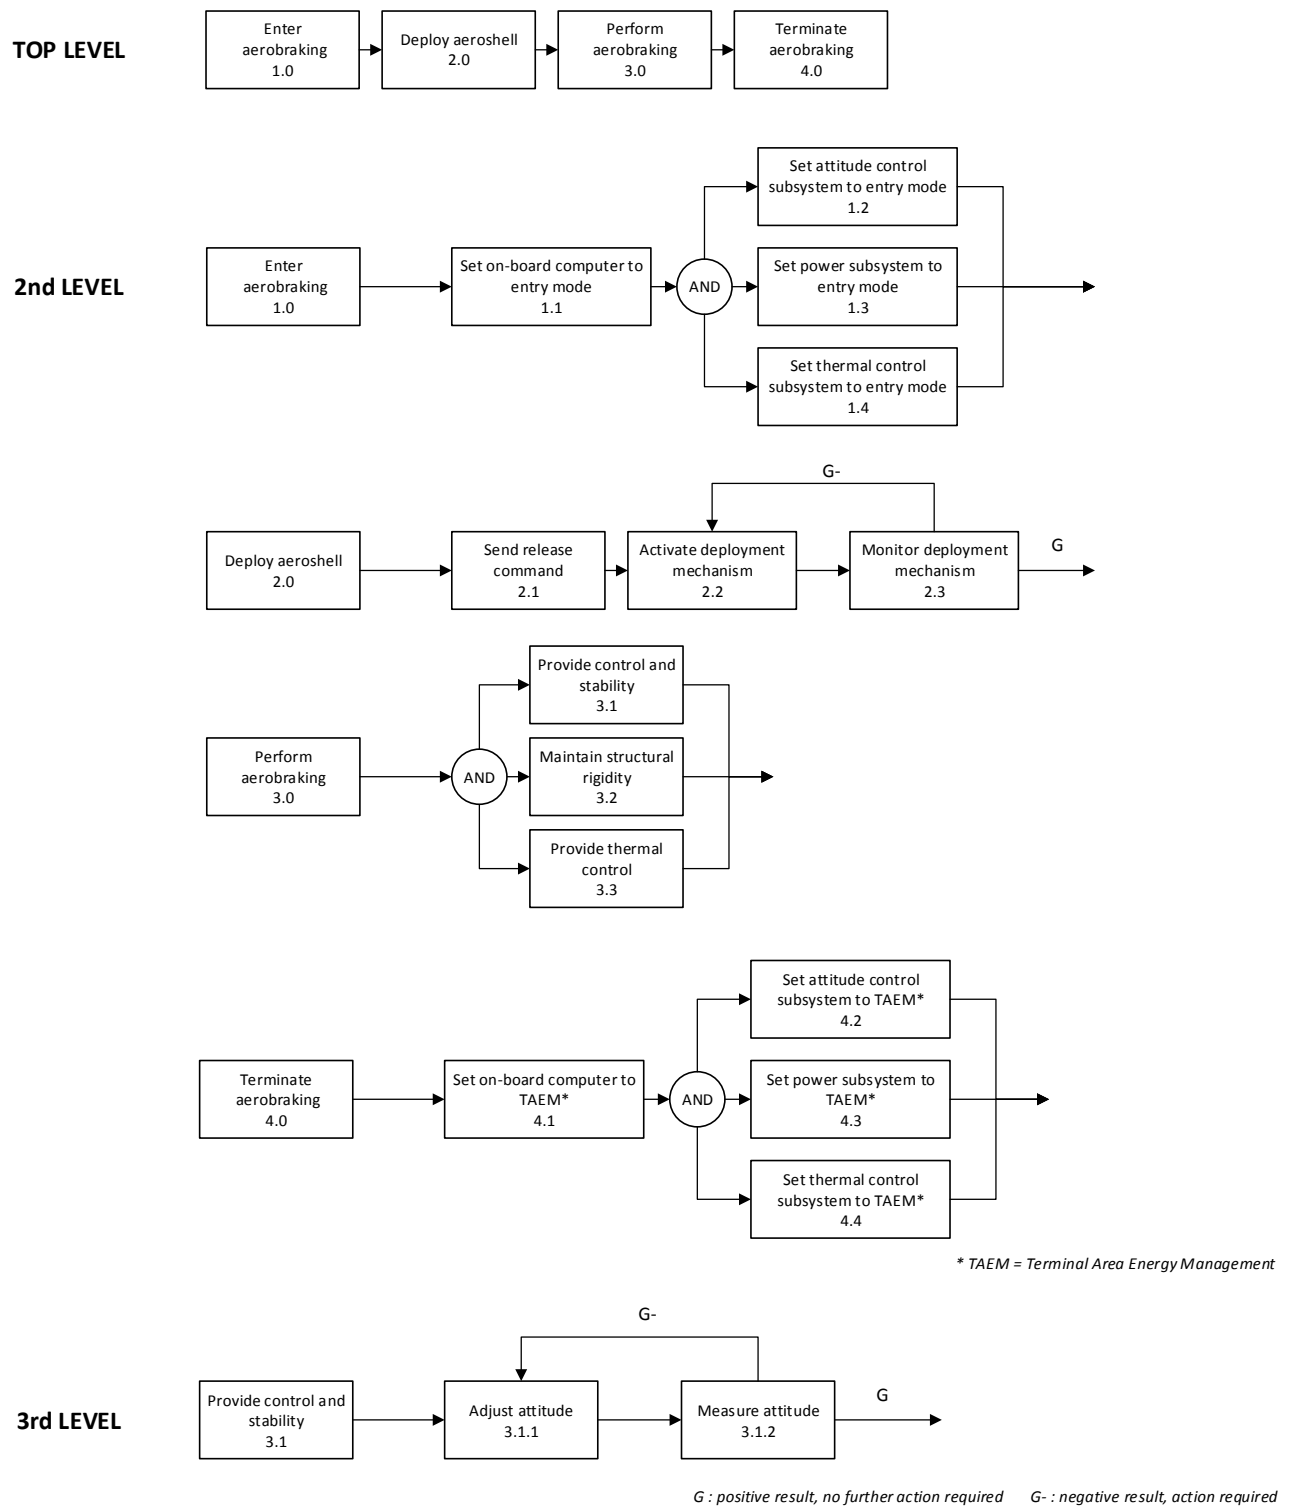 TOP LEVEL
Enter
aerobraking
1.0
Deploy aeroshell
2.0
Perform
aerobraking
3.0
Terminate
aerobraking
4.0
2nd LEVEL
Enter
aerobraking
1.0
Set on-board computer to
entry mode
1.1
AND
Set attitude control
subsystem to entry mode
1.2
Set power subsystem to
entry mode
1.3
Set thermal control
subsystem to entry mode
1.4
G-
Deploy aeroshell
2.0
Send release
command
2.1
Activate deployment
mechanism
2.2
Monitor deployment
mechanism
2.3
G
Perform
aerobraking
3.0
AND
Provide control and
stability
3.1
Maintain structural
rigidity
3.2
Provide thermal
control
3.3
Terminate
aerobraking
4.0
Set on-board computer to
TAEM*
4.1
AND
Set attitude control
subsystem to TAEM*
4.2
Set power subsystem to
TAEM*
4.3
Set thermal control
subsystem to TAEM*
4.4
* TAEM = Terminal Area Energy Management
3rd LEVEL
G-
Provide control and
stability
3.1
Adjust attitude
3.1.1
Measure attitude
3.1.2
G
G : positive result, no further action required
G- : negative result, action required